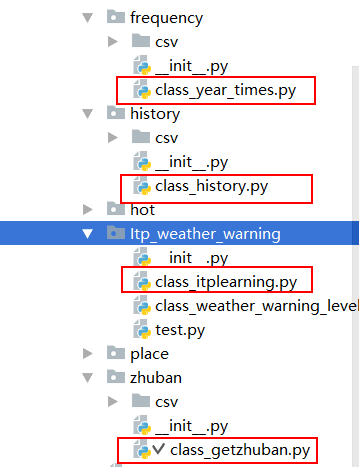 frequency
csv
__init__.py
class_year_times.py
history
csv
__init__.py
class_history.py
hot
ltp_weather_warning
__init__.py
class_itplearning.py
class_weather_warning_leve
test.py
place
zhuban
csv
__init__.py
class_getzhuban.py